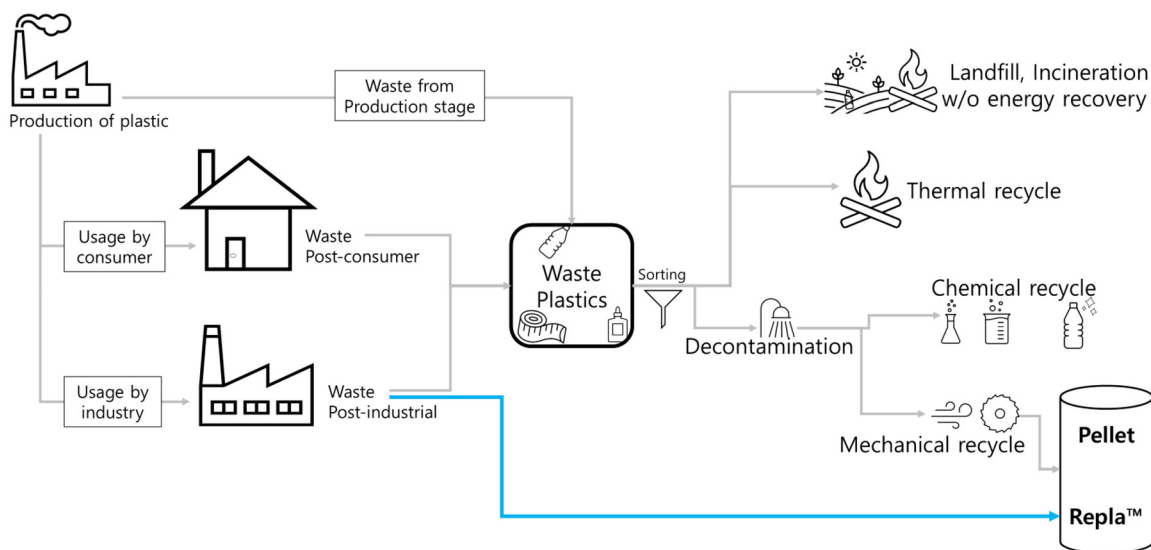 Production of plastic
Waste from
Production stage
Landfill, Incineration
w/o energy recovery
Thermal recycle
Usage by
consumer
Waste
Post-consumer
Waste
Plastics
Sorting
Chemical recycle
Decontamination
Usage by
industry
Waste
Post-industrial
Mechanical recycle
Pellet
Repla™